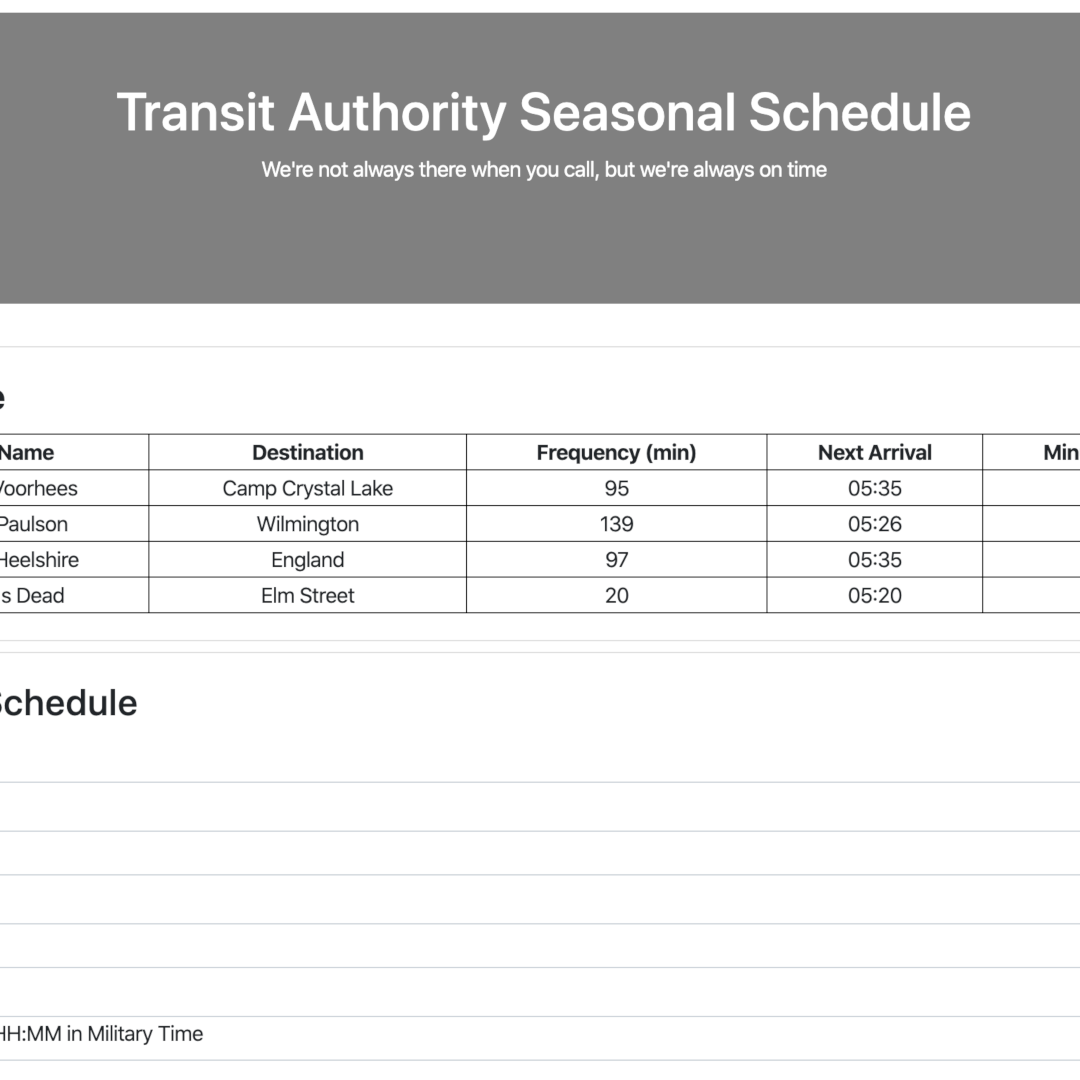 Transit Authority Seasonal Schedule
We're not always there when you call, but we're always on time
e
Name Destination Frequency (min) Next Arrival Min
Voorhees Camp Crystal Lake 95 05:35
Paulson Wilmington 139 05:26
Heelshire England 97 05:35
s Dead Elm Street 20 05:20
Schedule
HH:MM in Military Time